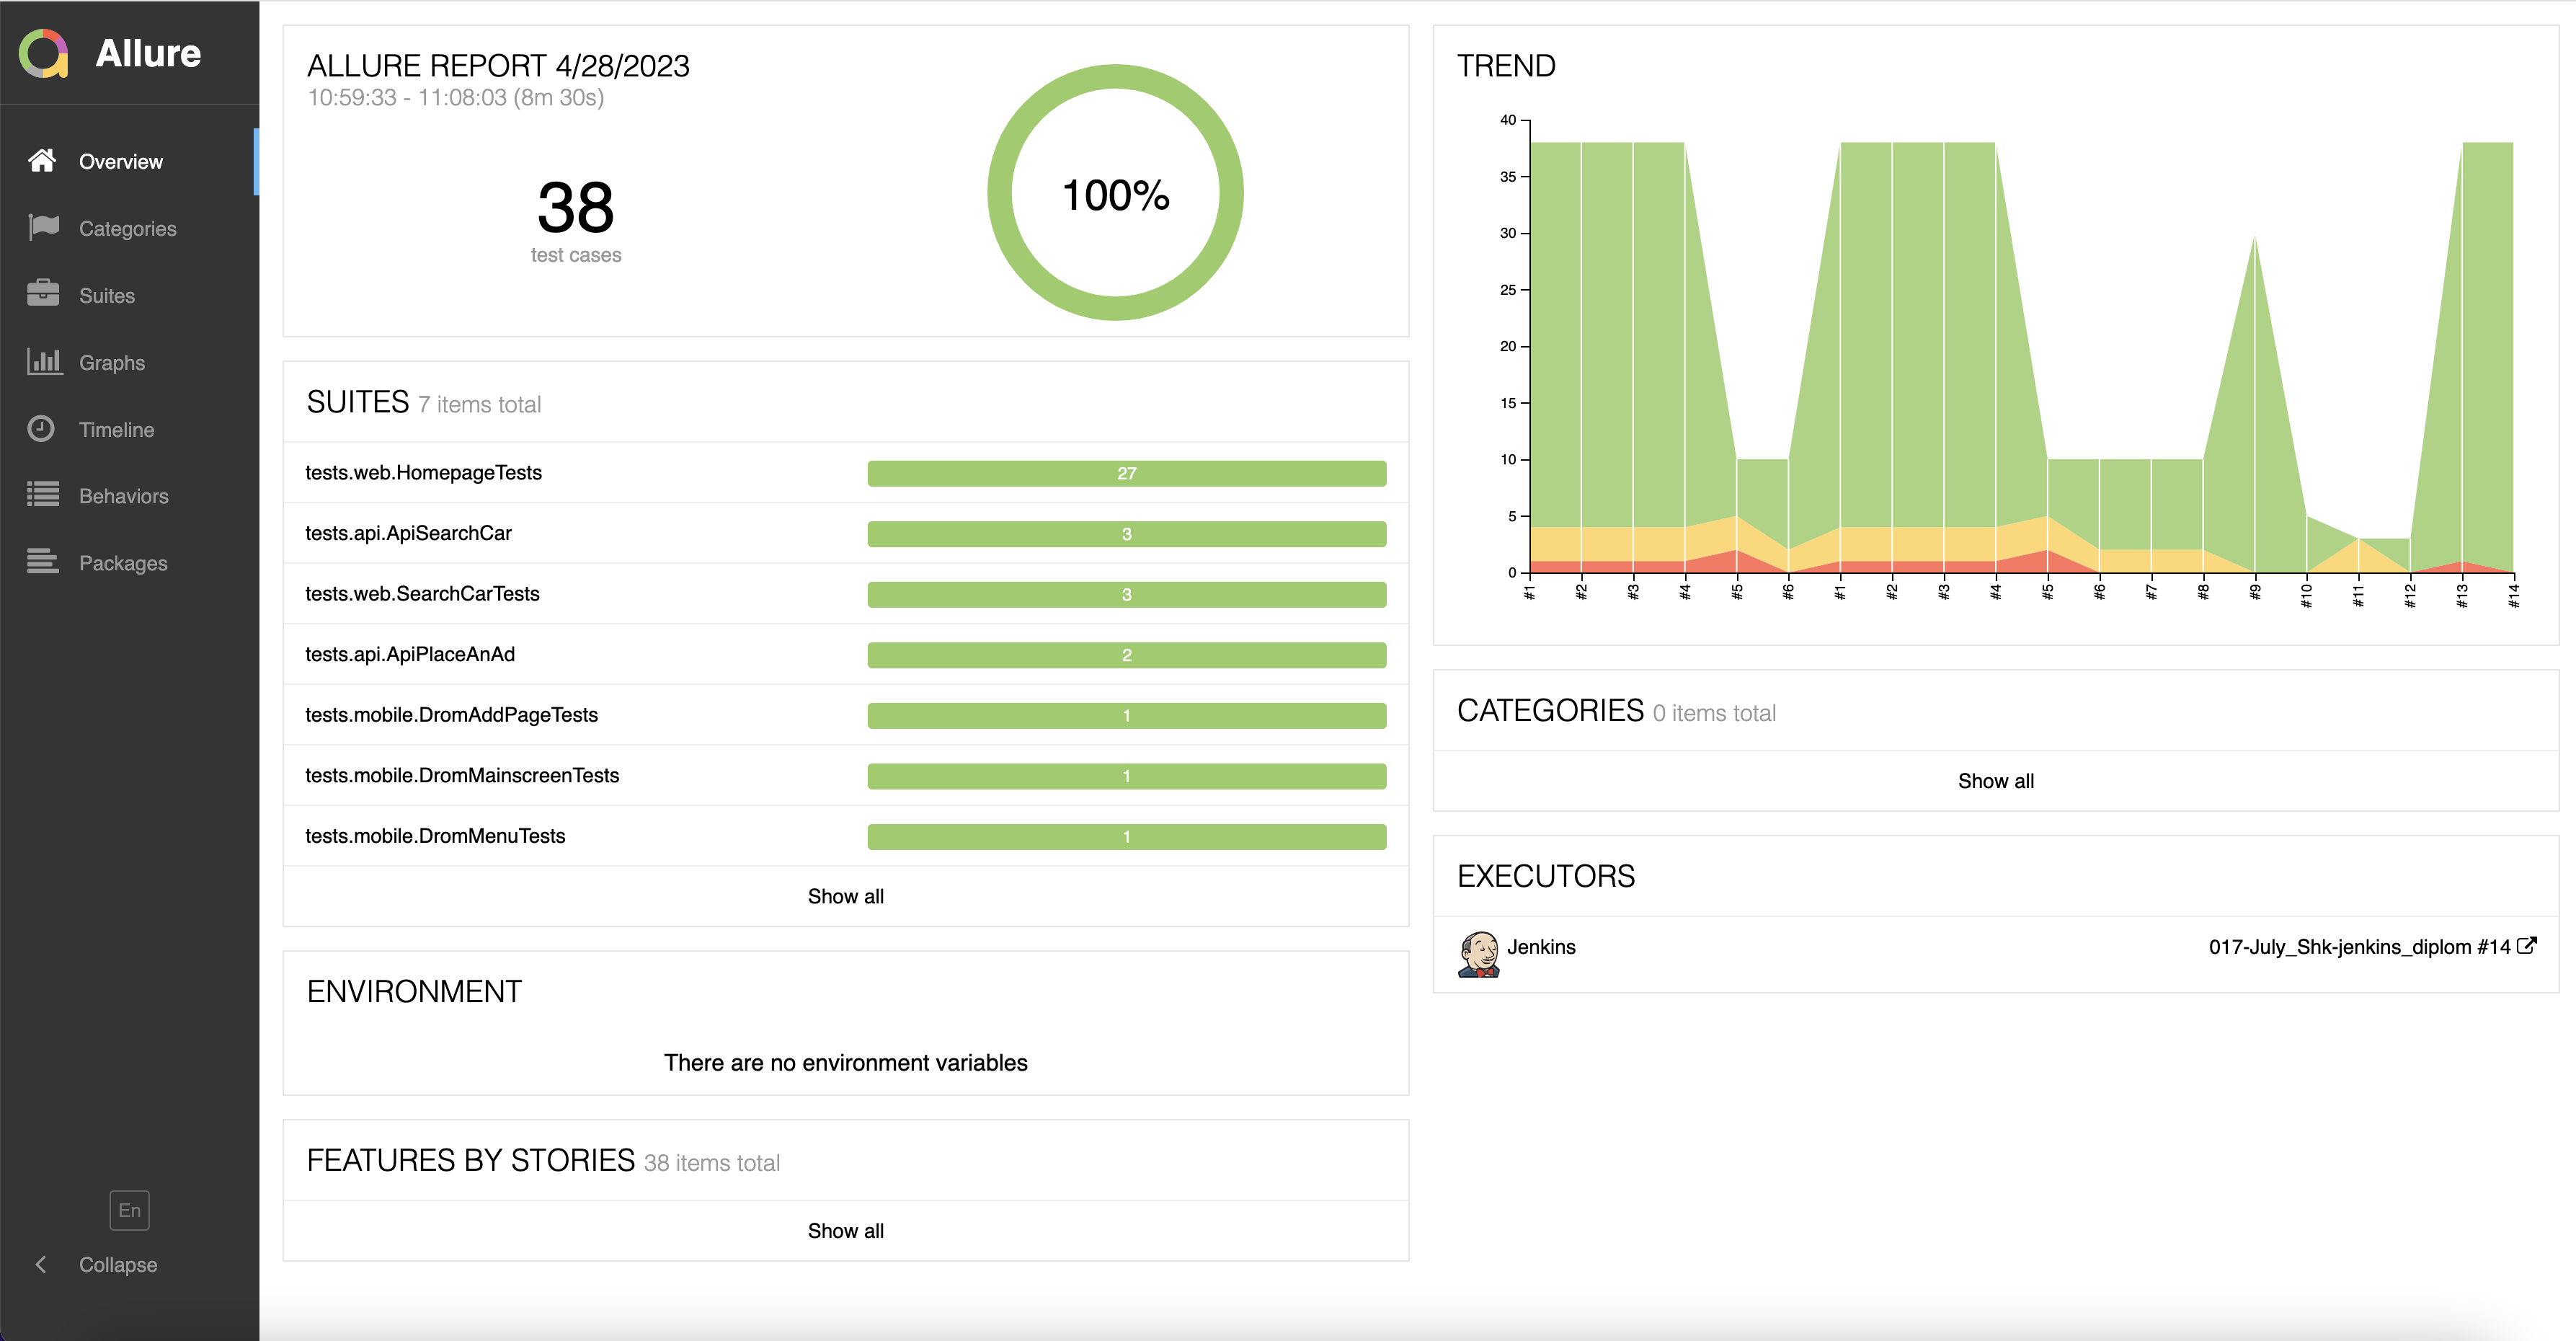 Allure
Overview
Categories
Suites
Graphs
Timeline
Behaviors
Packages
En
Collapse
ALLURE REPORT 4/28/2023
10:59:33 - 11:08:03 (8m 30s)
38
test cases
100%
SUITES 7 items total
tests.web.HomepageTests 27
tests.api.ApiSearchCar 3
tests.web.SearchCarTests 3
tests.api.ApiPlaceAnAd 2
tests.mobile.DromAddPageTests 1
tests.mobile.DromMainscreenTests 1
tests.mobile.DromMenuTests 1
Show all
ENVIRONMENT
There are no environment variables
FEATURES BY STORIES 38 items total
Show all
TREND
40
35
30
25
20
15
10
5
0
#1 #2 #3 #4 #5 #6 #1 #2 #3 #4 #5 #6 #7 #8 #9 #10 #11 #12 #13 #14
CATEGORIES 0 items total
Show all
EXECUTORS
Jenkins 017-July_Shk-jenkins_diplom #14